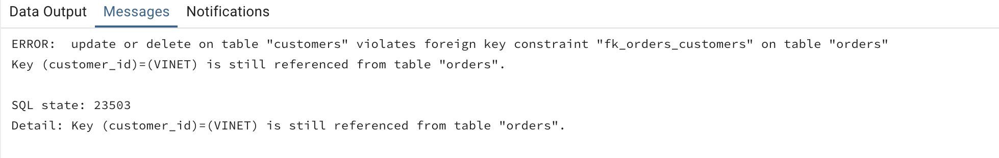 Data Output Messages Notifications
ERROR:  update or delete on table "customers" violates foreign key constraint "fk_orders_customers" on table "orders"
Key (customer_id)=(VINET) is still referenced from table "orders".
SQL state: 23503
Detail: Key (customer_id)=(VINET) is still referenced from table "orders".